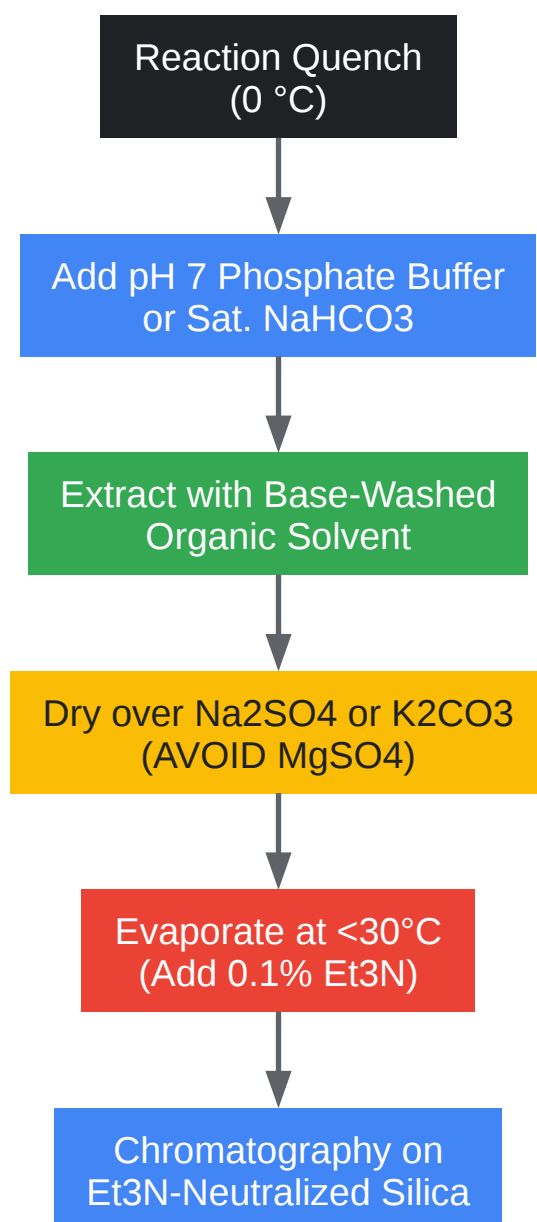 Reaction Quench
(0 °C)
Add pH 7 Phosphate Buffer
or Sat. NaHCO3
Extract with Base-Washed
Organic Solvent
Dry over Na2SO4 or K2CO3
(AVOID MgSO4)
Evaporate at <30°C
(Add 0.1% Et3N)
Chromatography on
Et3N-Neutralized Silica